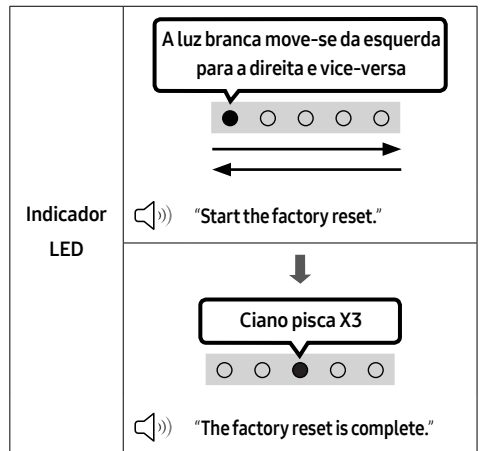 A luz branca move-se da esquerda
para a direita e vice-versa
Indicador
LED
"Start the factory reset."
Ciano pisca X3
"The factory reset is complete."